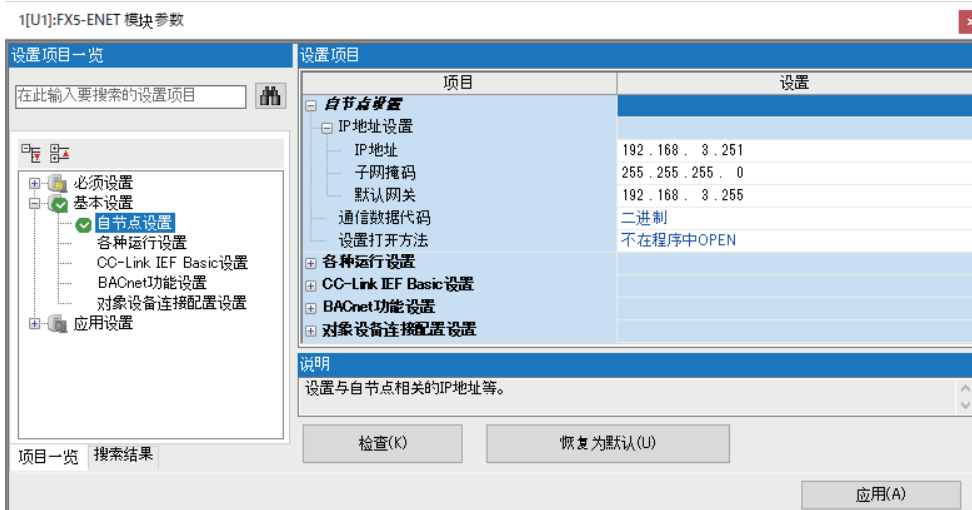 1[U1]:FX5-ENET 模块参数
设置项目一览
在此输入要搜索的设置项目
必须设置
基本设置
自节点设置
各种运行设置
CC-Link IEF Basic设置
BACnet功能设置
对象设备连接配置设置
应用设置
项目一览 搜索结果
设置项目
项目 设置
自节点设置
IP地址设置
IP地址 192 . 168 . 3 . 251
子网掩码 255 . 255 . 255 . 0
默认网关 192 . 168 . 3 . 255
通信数据代码 二进制
设置打开方法 不在程序中OPEN
各种运行设置
CC-Link IEF Basic设置
BACnet功能设置
对象设备连接配置设置
说明
设置与自节点相关的IP地址等。
检查(K) 恢复为默认(U)
应用(A)